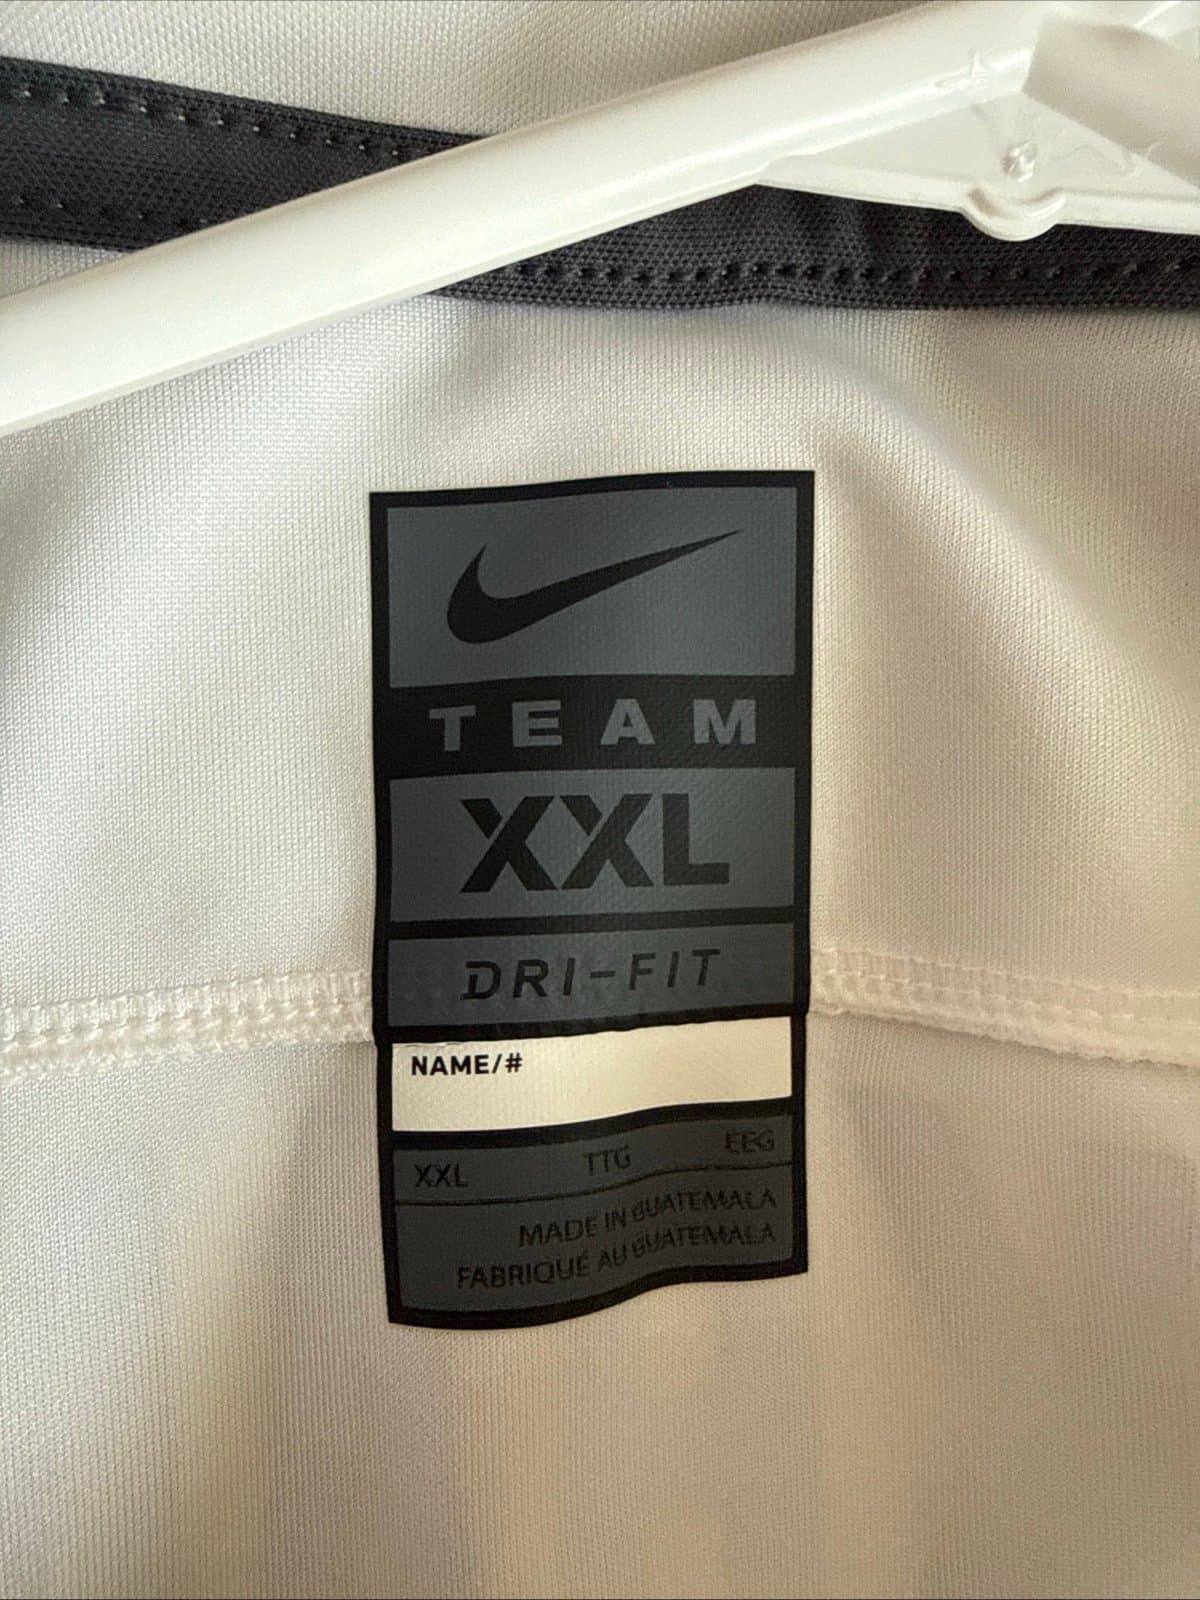 TEAM
XXL
DRI-FIT
NAME/#
XXL TTG EEG
MADE IN GUATEMALA
FABRIQUÉ AU GUATEMALA